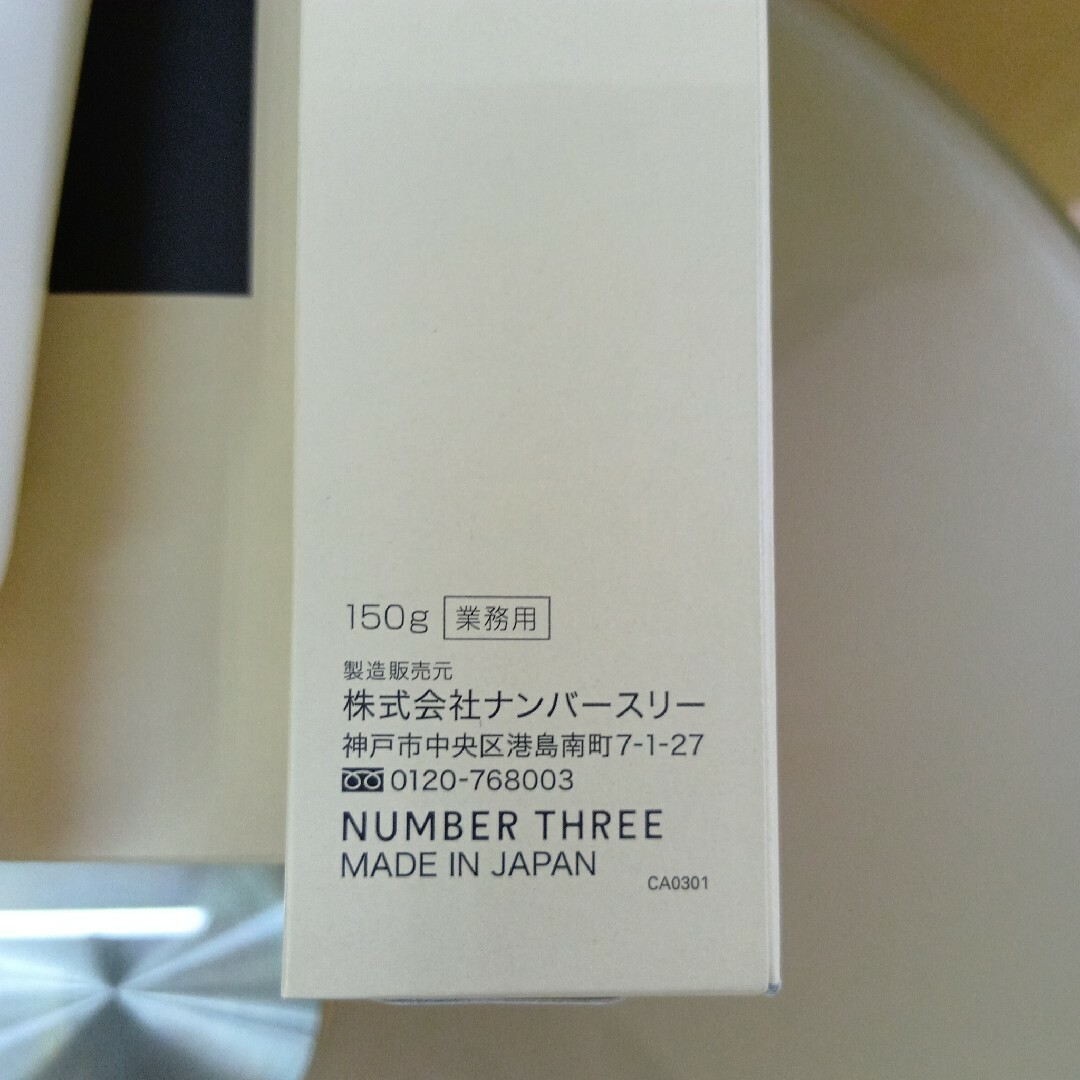 150g 業務用
製造販売元
株式会社ナンバースリー
神戸市中央区港島南町7-1-27
0120-768003
NUMBER THREE
MADE IN JAPAN
CA0301